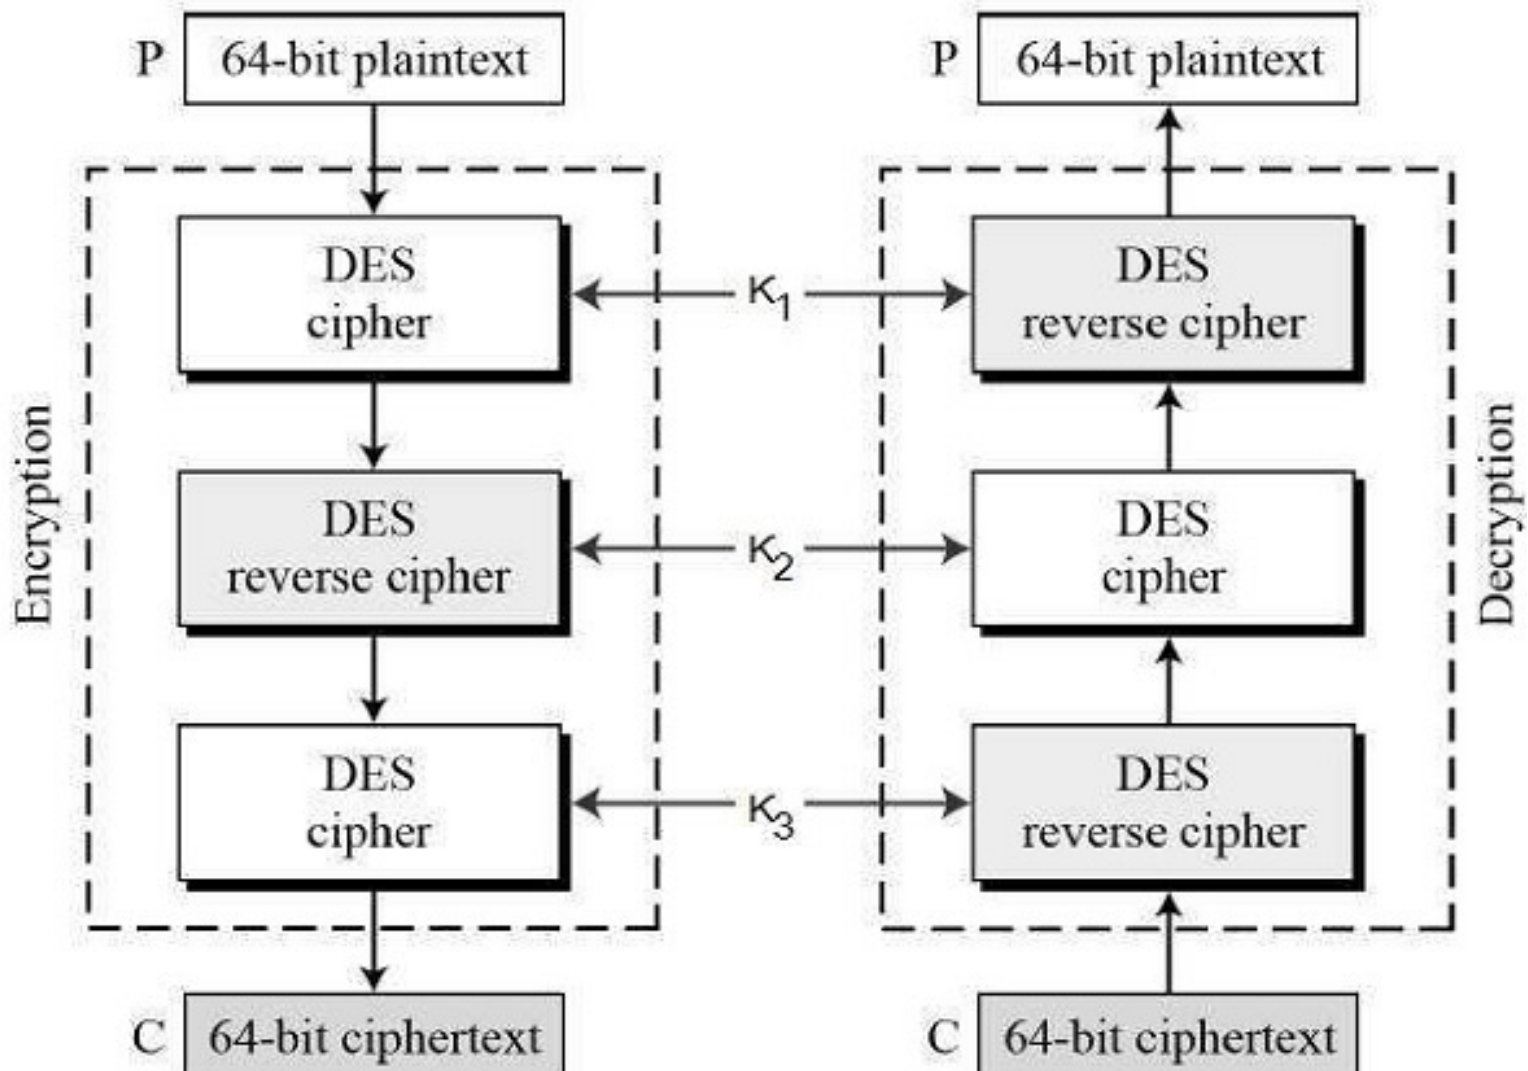 P 64-bit plaintext
P 64-bit plaintext
Encryption
DES
cipher
K1
DES
reverse cipher
DES
reverse cipher
K2
DES
cipher
DES
cipher
K3
DES
reverse cipher
Decryption
C 64-bit ciphertext
C 64-bit ciphertext